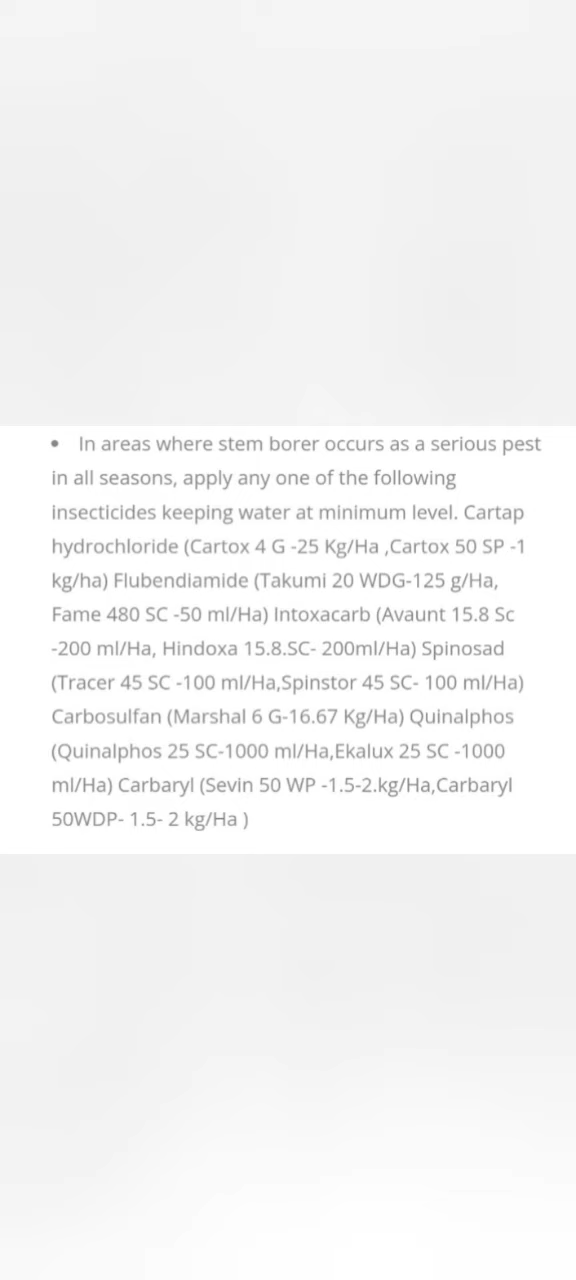 • In areas where stem borer occurs as a serious pest
in all seasons, apply any one of the following
insecticides keeping water at minimum level. Cartap
hydrochloride (Cartox 4 G -25 Kg/Ha ,Cartox 50 SP -1
kg/ha) Flubendiamide (Takumi 20 WDG-125 g/Ha,
Fame 480 SC -50 ml/Ha) Intoxacarb (Avaunt 15.8 Sc
-200 ml/Ha, Hindoxa 15.8.SC- 200ml/Ha) Spinosad
(Tracer 45 SC -100 ml/Ha,Spinstor 45 SC- 100 ml/Ha)
Carbosulfan (Marshal 6 G-16.67 Kg/Ha) Quinalphos
(Quinalphos 25 SC-1000 ml/Ha,Ekalux 25 SC -1000
ml/Ha) Carbaryl (Sevin 50 WP -1.5-2.kg/Ha,Carbaryl
50WDP- 1.5- 2 kg/Ha )